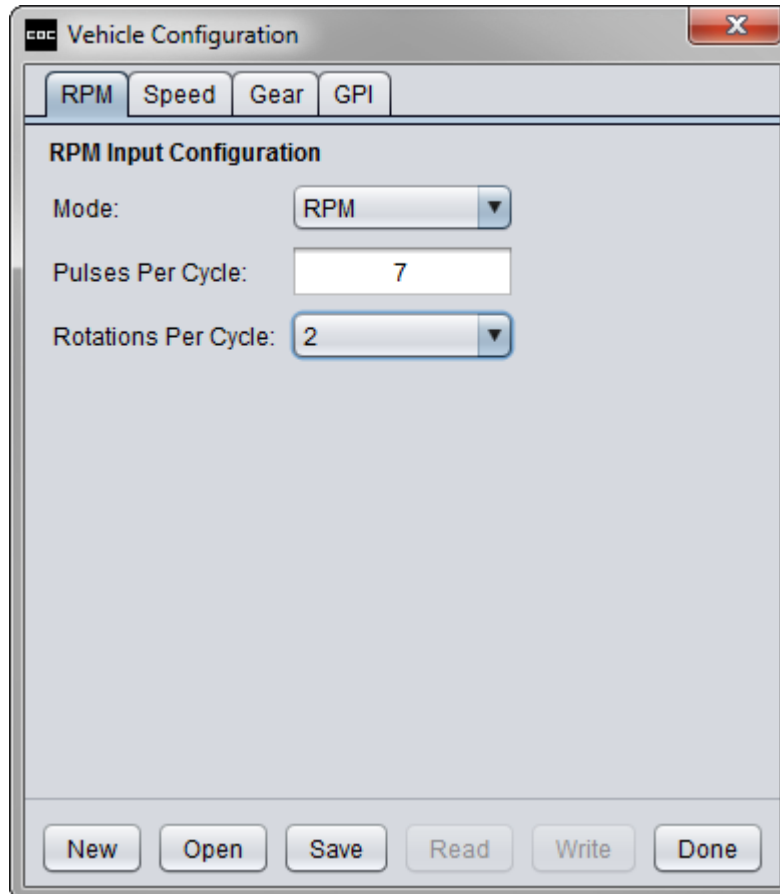 coc Vehicle Configuration
RPM Speed Gear GPI
RPM Input Configuration
Mode: RPM
Pulses Per Cycle: 7
Rotations Per Cycle: 2
New Open Save Read Write Done